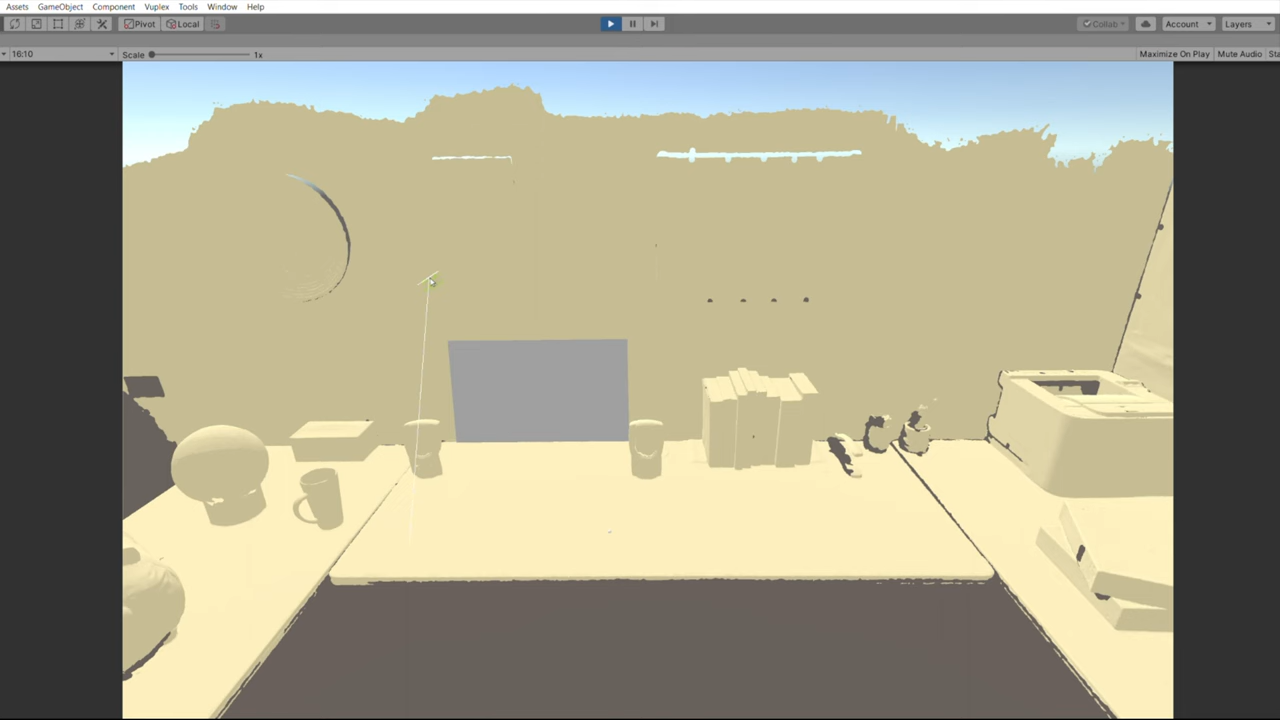 Assets GameObject Component Vuplex Tools Window Help
Pivot Local Collab Account Layers
16:10 Scale 1x Maximize On Play Mute Audio Sta